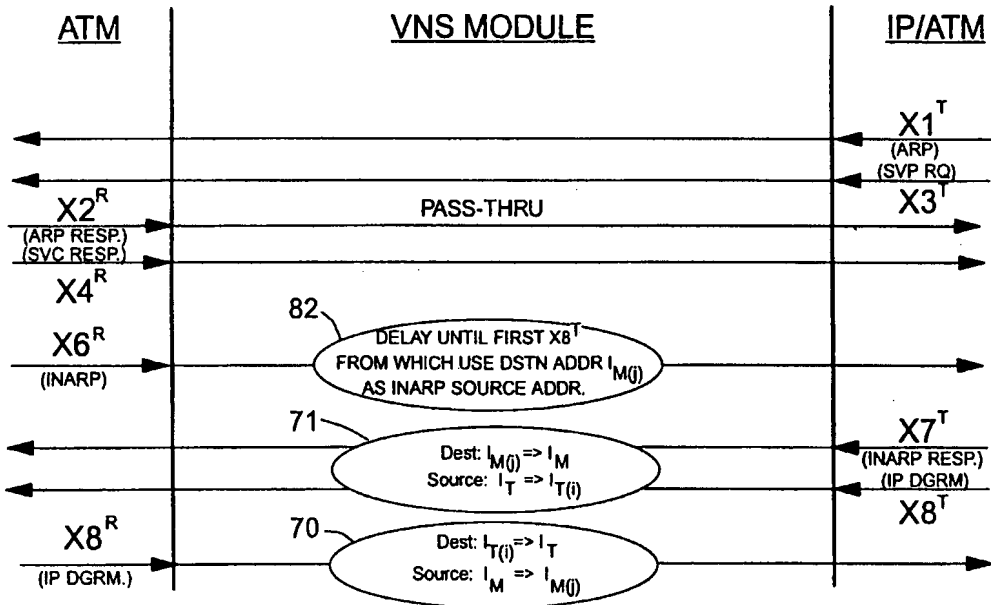 ATM VNS MODULE IP/ATM
X1^T
(ARP)
(SVP RQ)
X2^R PASS-THRU X3^T
(ARP RESP.)
(SVC RESP.)
X4^R
82
X6^R
(INARP)
DELAY UNTIL FIRST X8^T
FROM WHICH USE DSTN ADDR I_M(j)
AS INARP SOURCE ADDR.
71
X7^T
(INARP RESP.)
(IP DGRM)
X8^T
Dest: I_M(j) => I_M
Source: I_T => I_T(i)
70
X8^R
(IP DGRM.)
Dest: I_T(i) => I_T
Source: I_M => I_M(j)